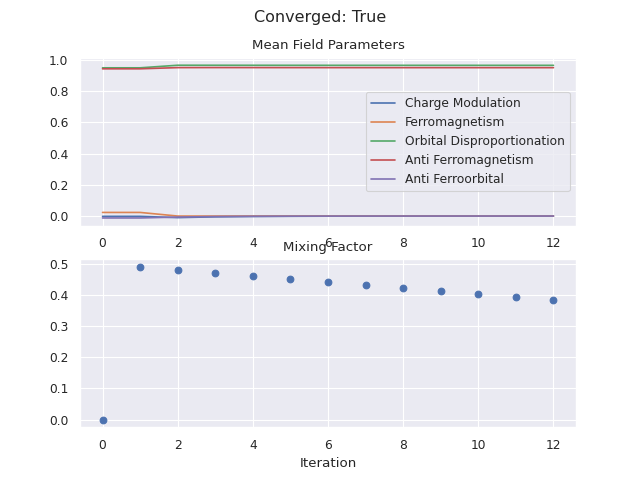 Converged: True
Mean Field Parameters
1.0
0.8
0.6
0.4
0.2
0.0
Charge Modulation
Ferromagnetism
Orbital Disproportionation
Anti Ferromagnetism
Anti Ferroorbital
0 2 4 6 8 10 12
Mixing Factor
0.5
0.4
0.3
0.2
0.1
0.0
0 2 4 6 8 10 12
Iteration